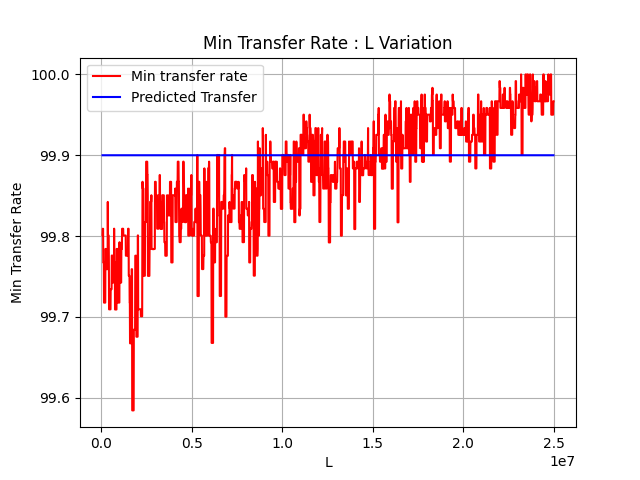 Min Transfer Rate : L Variation
Min transfer rate
Predicted Transfer
Min Transfer Rate
100.0
99.9
99.8
99.7
99.6
0.0 0.5 1.0 1.5 2.0 2.5
1e7
L